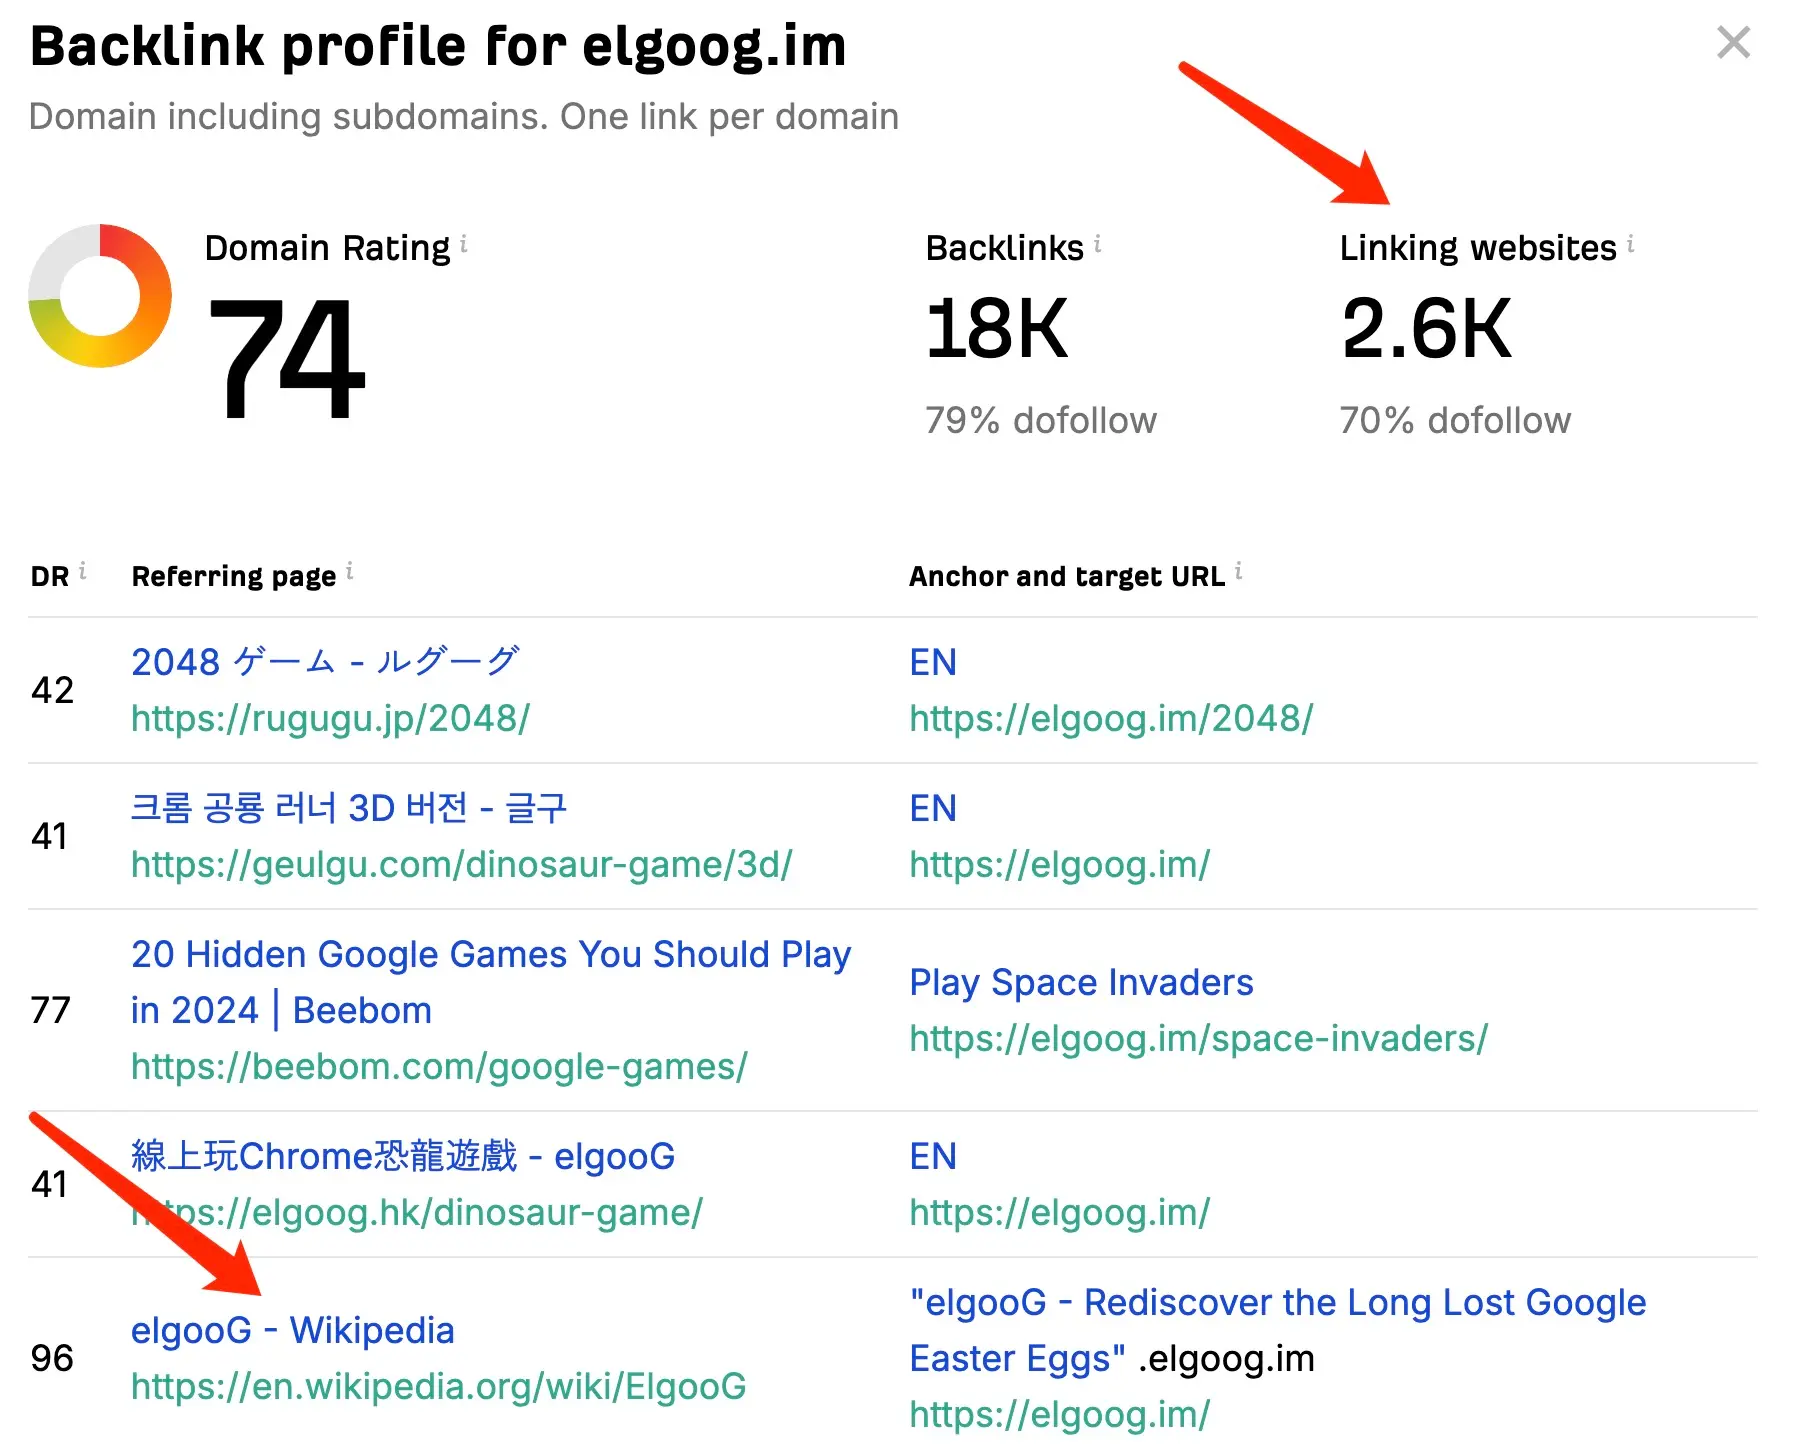 Backlink profile for elgoog.im
Domain including subdomains. One link per domain
Domain Rating i
74
Backlinks i
18K
79% dofollow
Linking websites i
2.6K
70% dofollow
DR i
Referring page i
Anchor and target URL i
42
2048 ゲーム - ルグーグ
https://rugugu.jp/2048/
EN
https://elgoog.im/2048/
41
크롬 공룡 러너 3D 버전 - 글구
https://geulgu.com/dinosaur-game/3d/
EN
https://elgoog.im/
77
20 Hidden Google Games You Should Play
in 2024 | Beebom
https://beebom.com/google-games/
Play Space Invaders
https://elgoog.im/space-invaders/
41
線上玩Chrome恐龍遊戲 - elgooG
https://elgoog.hk/dinosaur-game/
EN
https://elgoog.im/
96
elgooG - Wikipedia
https://en.wikipedia.org/wiki/ElgooG
"elgooG - Rediscover the Long Lost Google
Easter Eggs" .elgoog.im
https://elgoog.im/